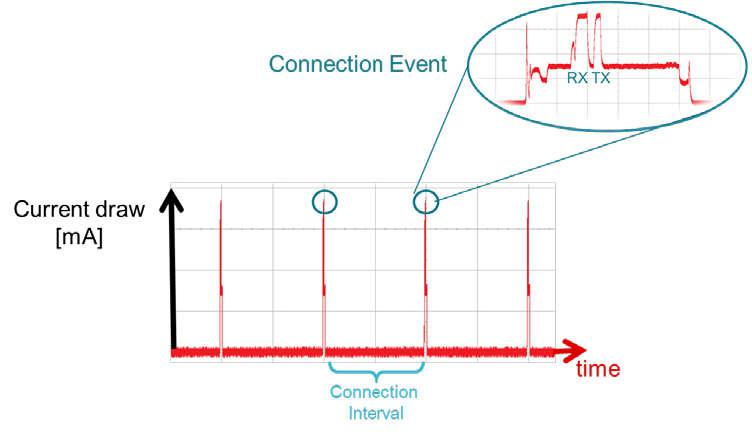 Connection Event
RX TX
Current draw
[mA]
time
Connection
Interval